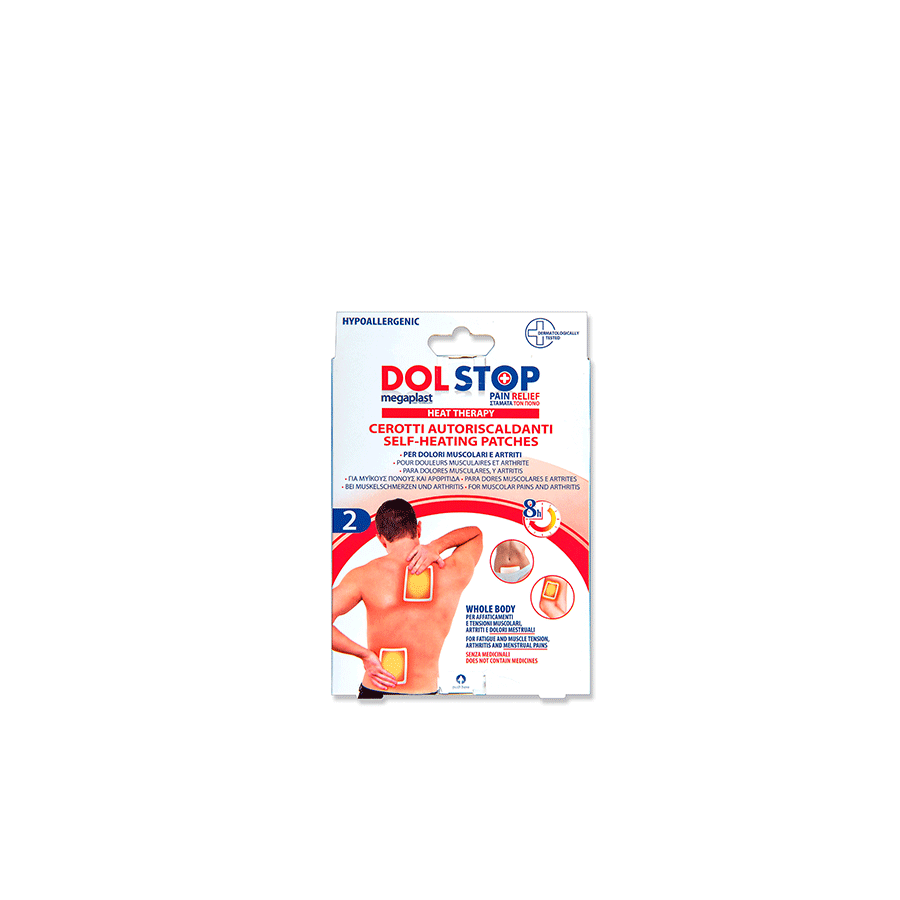 HYPOALLERGENIC
DERMATOLOGICALLY
TESTED
DOL STOP
megaplast
PAIN RELIEF
ΣΤΑΜΑΤΑ ΤΟΝ ΠΟΝΟ
HEAT THERAPY
CEROTTI AUTORISCALDANTI
SELF-HEATING PATCHES
• PER DOLORI MUSCOLARI E ARTRITI
• POUR DOULEURS MUSCULAIRES ET ARTHRITE
• PARA DOLORES MUSCULARES, Y ARTRITIS
• ΓΙΑ ΜΥΪΚΟΥΣ ΠΟΝΟΥΣ ΚΑΙ ΑΡΘΡΙΤΙΔΑ • PARA DORES MUSCOLARES E ARTRITES
• BEI MUSKELSCHMERZEN UND ARTHRITIS • FOR MUSCULAR PAINS AND ARTHRITIS
2
8h
WHOLE BODY
PER AFFATICAMENTI
E TENSIONI MUSCOLARI,
ARTRITI E DOLORI MESTRUALI
FOR FATIGUE AND MUSCLE TENSION,
ARTHRITIS AND MENSTRUAL PAINS
SENZA MEDICINALI
DOES NOT CONTAIN MEDICINES